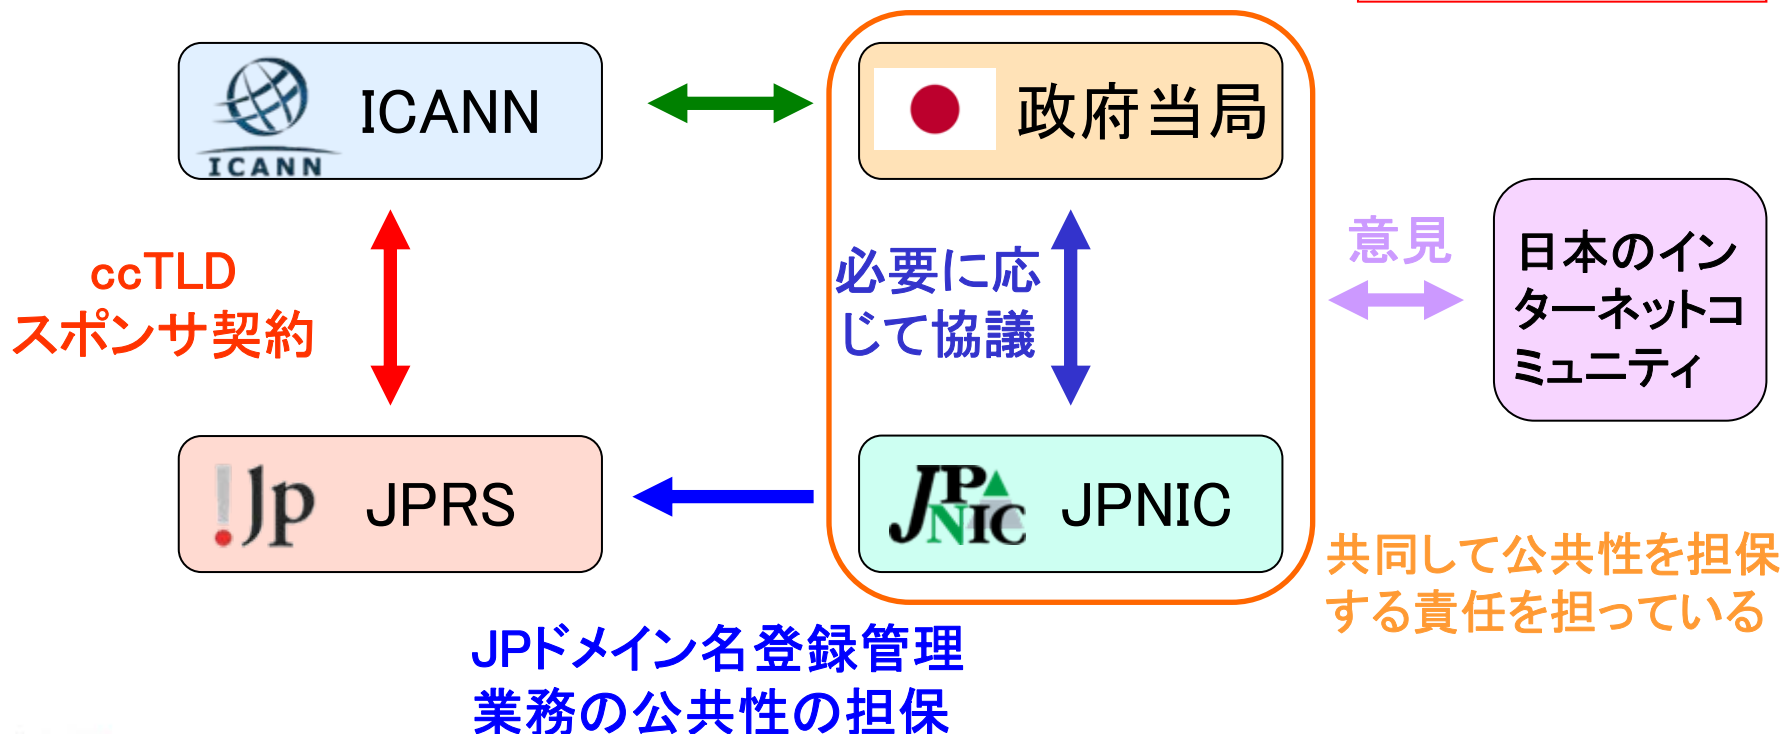 ICANN
ICANN
政府当局
ccTLD
スポンサ契約
必要に応
じて協議
意見
日本のイン
ターネットコ
ミュニティ
Jp
JPRS
JPNIC
JPNIC
共同して公共性を担保
する責任を担っている
JPドメイン名登録管理
業務の公共性の担保